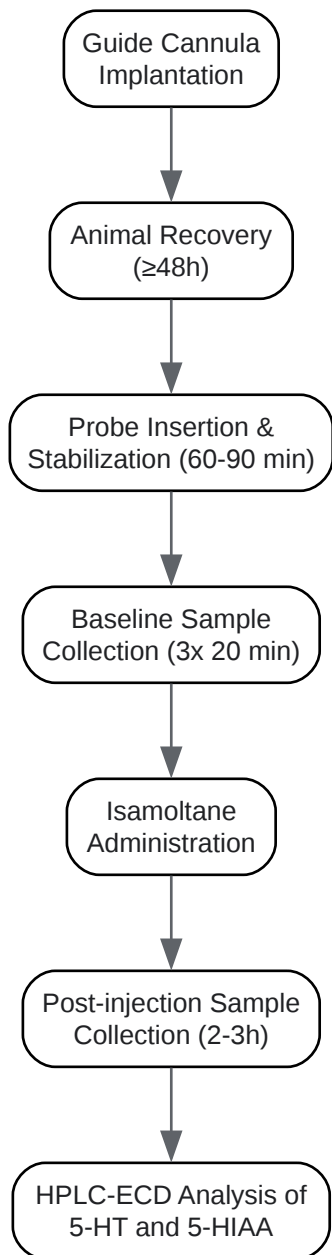 Guide Cannula
Implantation
Animal Recovery
(≥48h)
Probe Insertion &
Stabilization (60-90 min)
Baseline Sample
Collection (3x 20 min)
Isamoltane
Administration
Post-injection Sample
Collection (2-3h)
HPLC-ECD Analysis of
5-HT and 5-HIAA